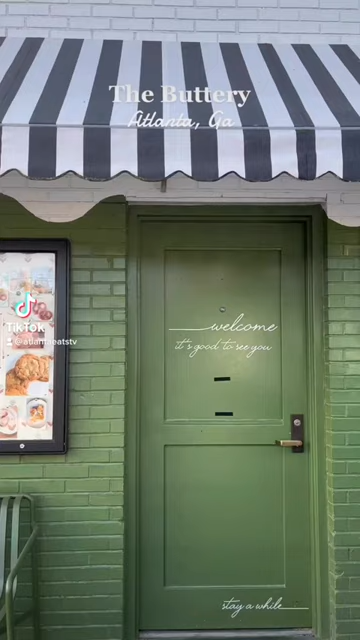 The Buttery
Atlanta, Ga
welcome
it's good to see you
TikTok
@atlantaeatstv
stay a while